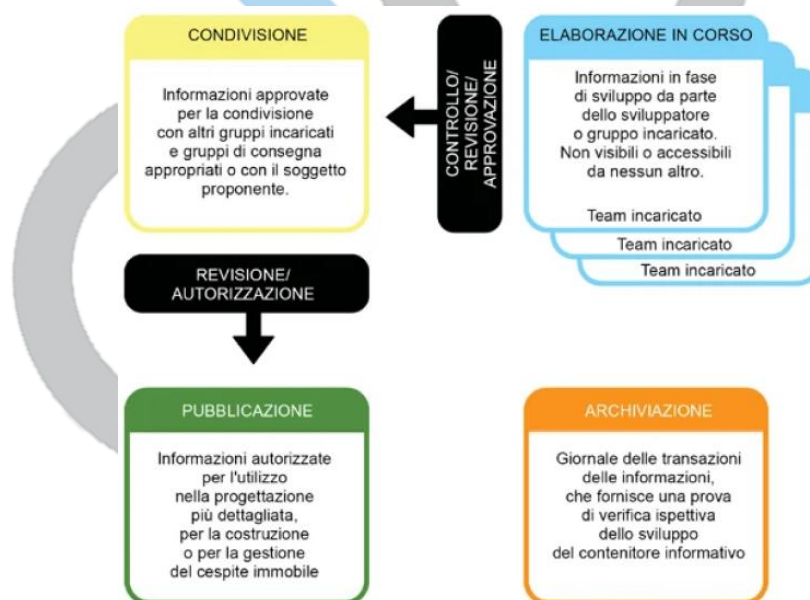 CONDIVISIONE
Informazioni approvate
per la condivisione
con altri gruppi incaricati
e gruppi di consegna
appropriati o con il soggetto
proponente.
CONTROLLO/
REVISIONE/
APPROVAZIONE
ELABORAZIONE IN CORSO
Informazioni in fase
di sviluppo da parte
dello sviluppatore
o gruppo incaricato.
Non visibili o accessibili
da nessun altro.
Team incaricato
Team incaricato
Team incaricato
REVISIONE/
AUTORIZZAZIONE
PUBBLICAZIONE
Informazioni autorizzate
per l'utilizzo
nella progettazione
più dettagliata,
per la costruzione
o per la gestione
del cespite immobile
ARCHIVIAZIONE
Giornale delle transazioni
delle informazioni,
che fornisce una prova
di verifica ispettiva
dello sviluppo
del contenitore informativo